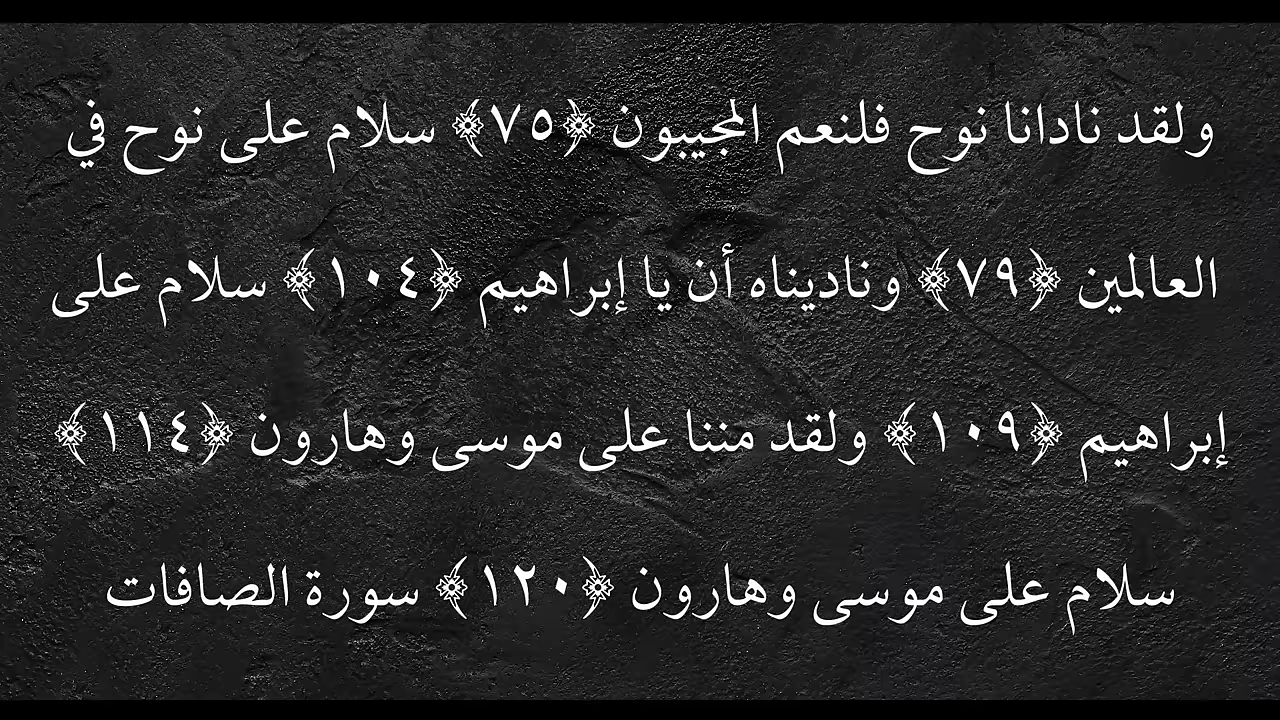 ولقد نادانا نوح فلنعم المجيبون ﴿٧٥﴾ سلام على نوح في
العالمين ﴿٧٩﴾ وناديناه أن يا إبراهيم ﴿١٠٤﴾ سلام على
إبراهيم ﴿١٠٩﴾ ولقد مننا على موسى وهارون ﴿١١٤﴾
سلام على موسى وهارون ﴿١٢٠﴾ سورة الصافات